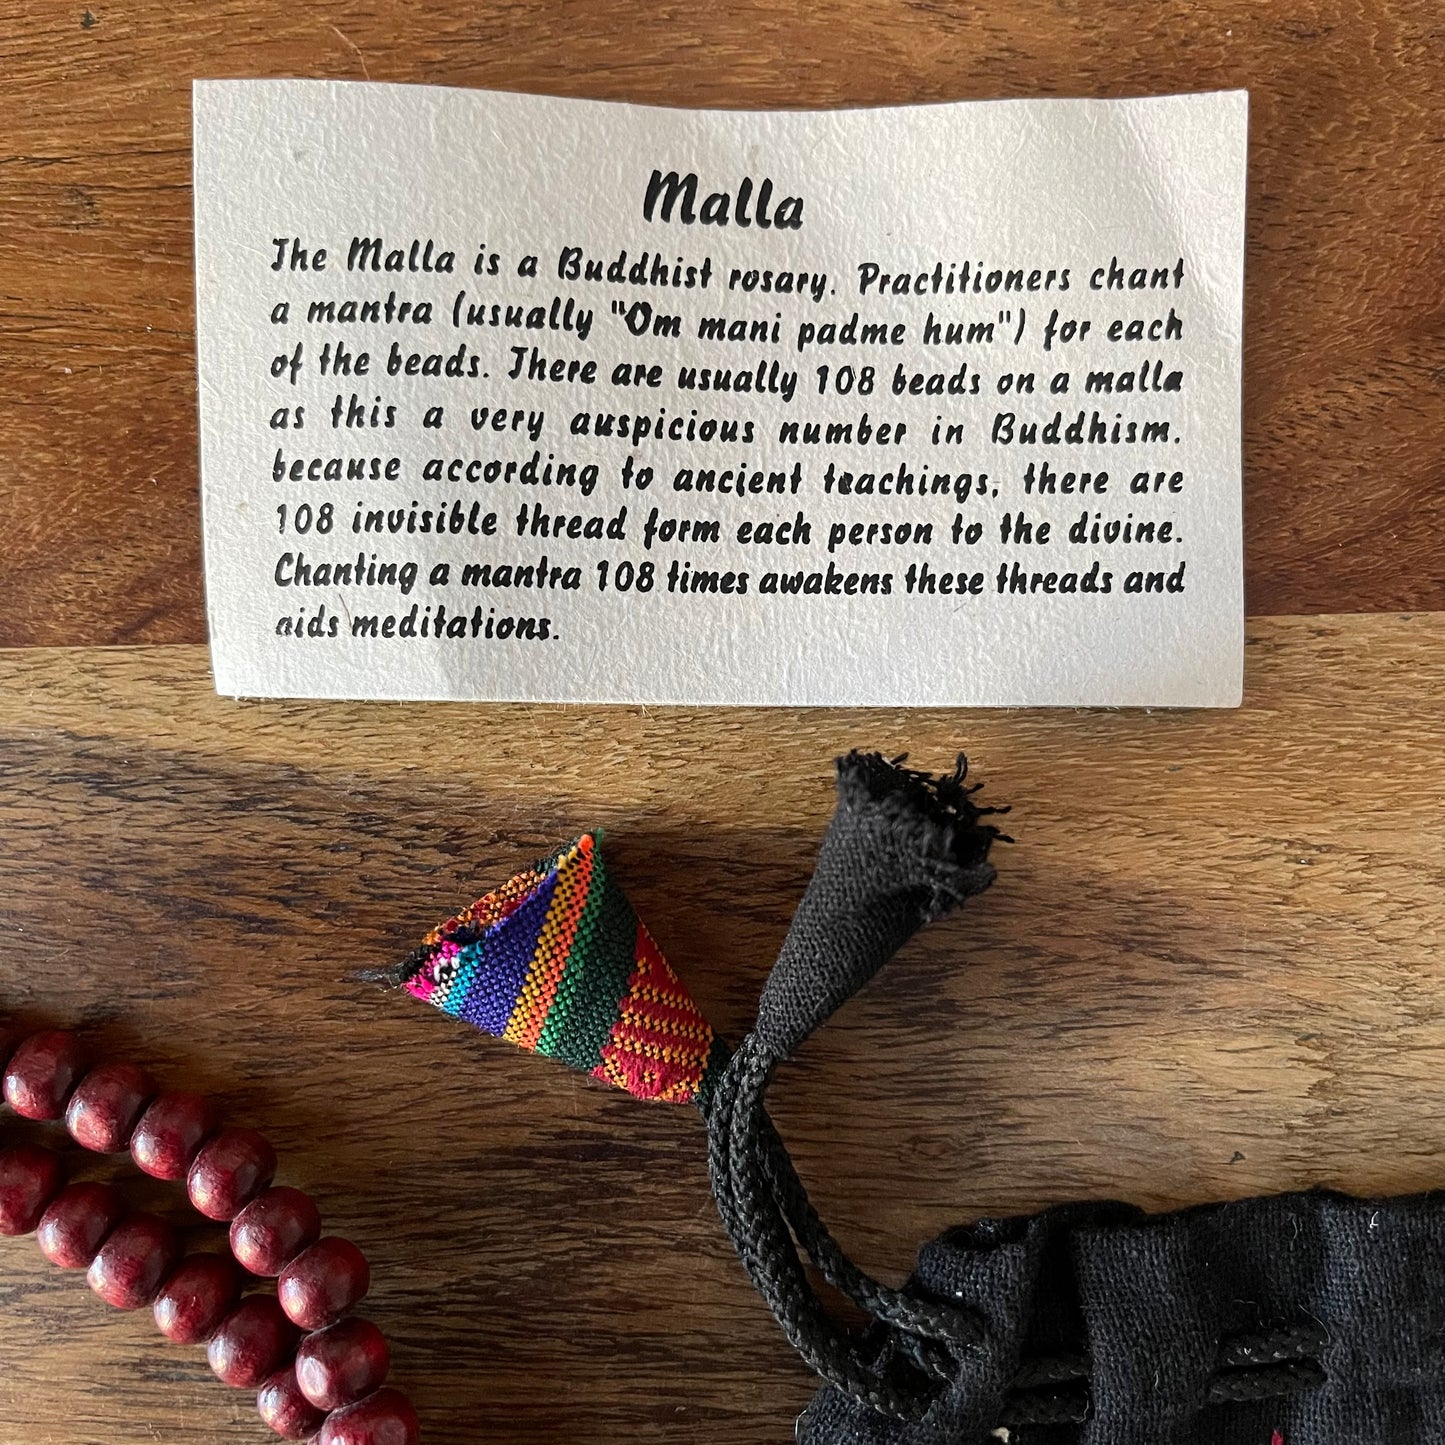 Malla
The Malla is a Buddhist rosary. Practitioners chant
a mantra (usually "Om mani padme hum") for each
of the beads. There are usually 108 beads on a malla
as this a very auspicious number in Buddhism.
because according to ancient teachings, there are
108 invisible thread form each person to the divine.
Chanting a mantra 108 times awakens these threads and
aids meditations.